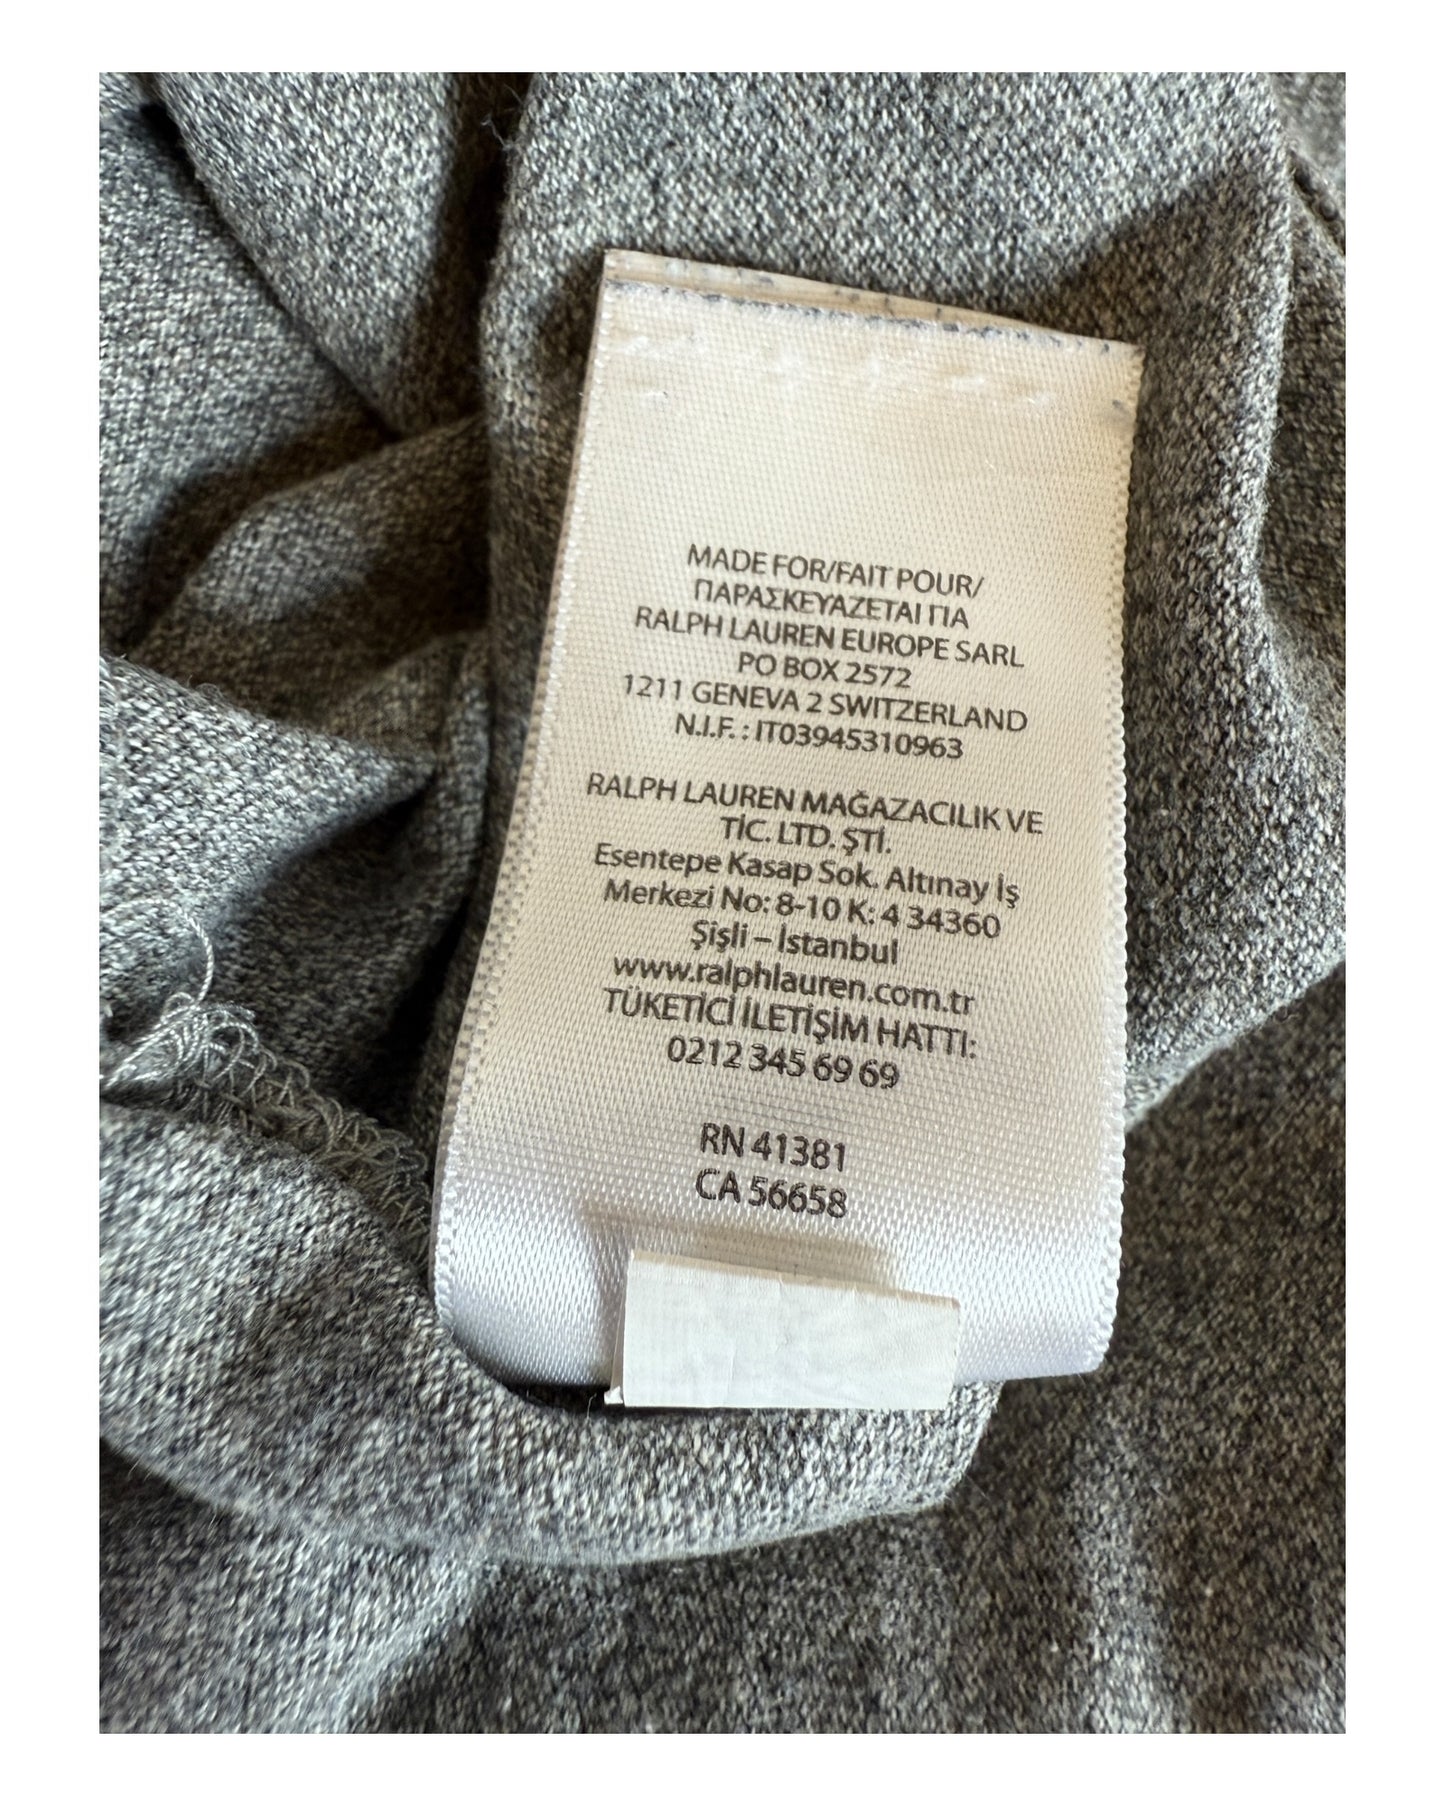 MADE FOR/FAIT POUR/
ΠΑΡΑΣΚΕΥΑΖΕΤΑΙ ΓΙΑ
RALPH LAUREN EUROPE SARL
PO BOX 2572
1211 GENEVA 2 SWITZERLAND
N.I.F. : IT03945310963
RALPH LAUREN MAĞAZACILIK VE
TİC. LTD. ŞTİ.
Esentepe Kasap Sok. Altınay İş
Merkezi No: 8-10 K: 4 34360
Şişli – İstanbul
www.ralphlauren.com.tr
TÜKETİCİ İLETİŞİM HATTI:
0212 345 69 69
RN 41381
CA 56658